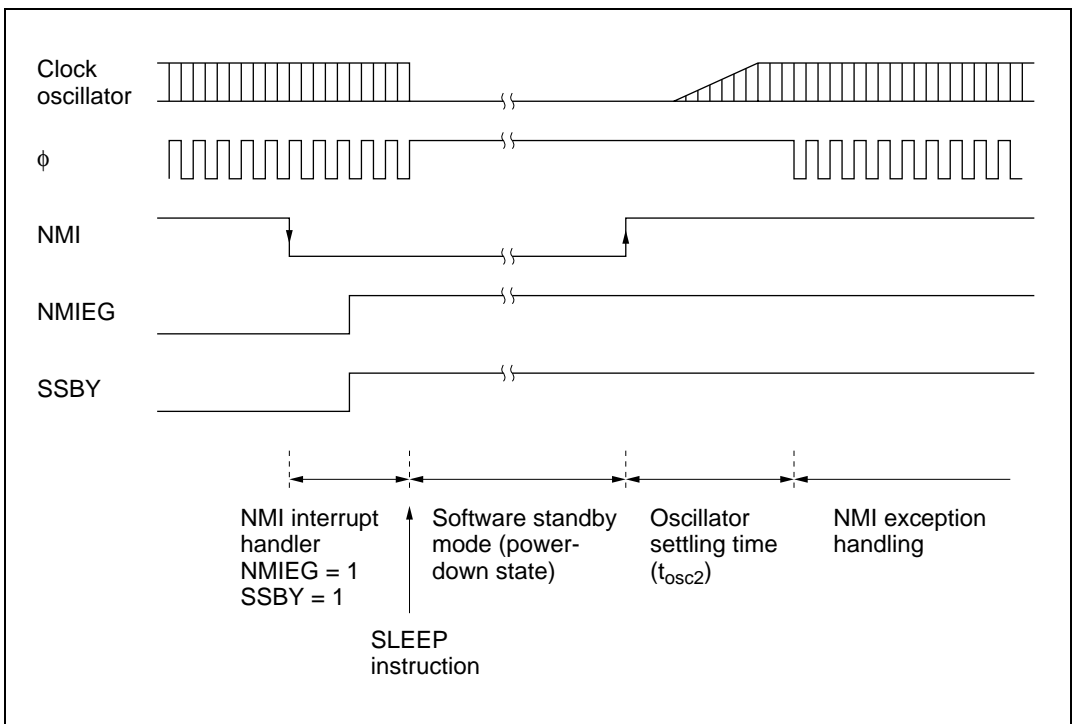 Clock
oscillator
φ
NMI
NMIEG
SSBY
NMI interrupt
handler
NMIEG = 1
SSBY = 1
SLEEP
instruction
Software standby
mode (power-
down state)
Oscillator
settling time
(tosc2)
NMI exception
handling